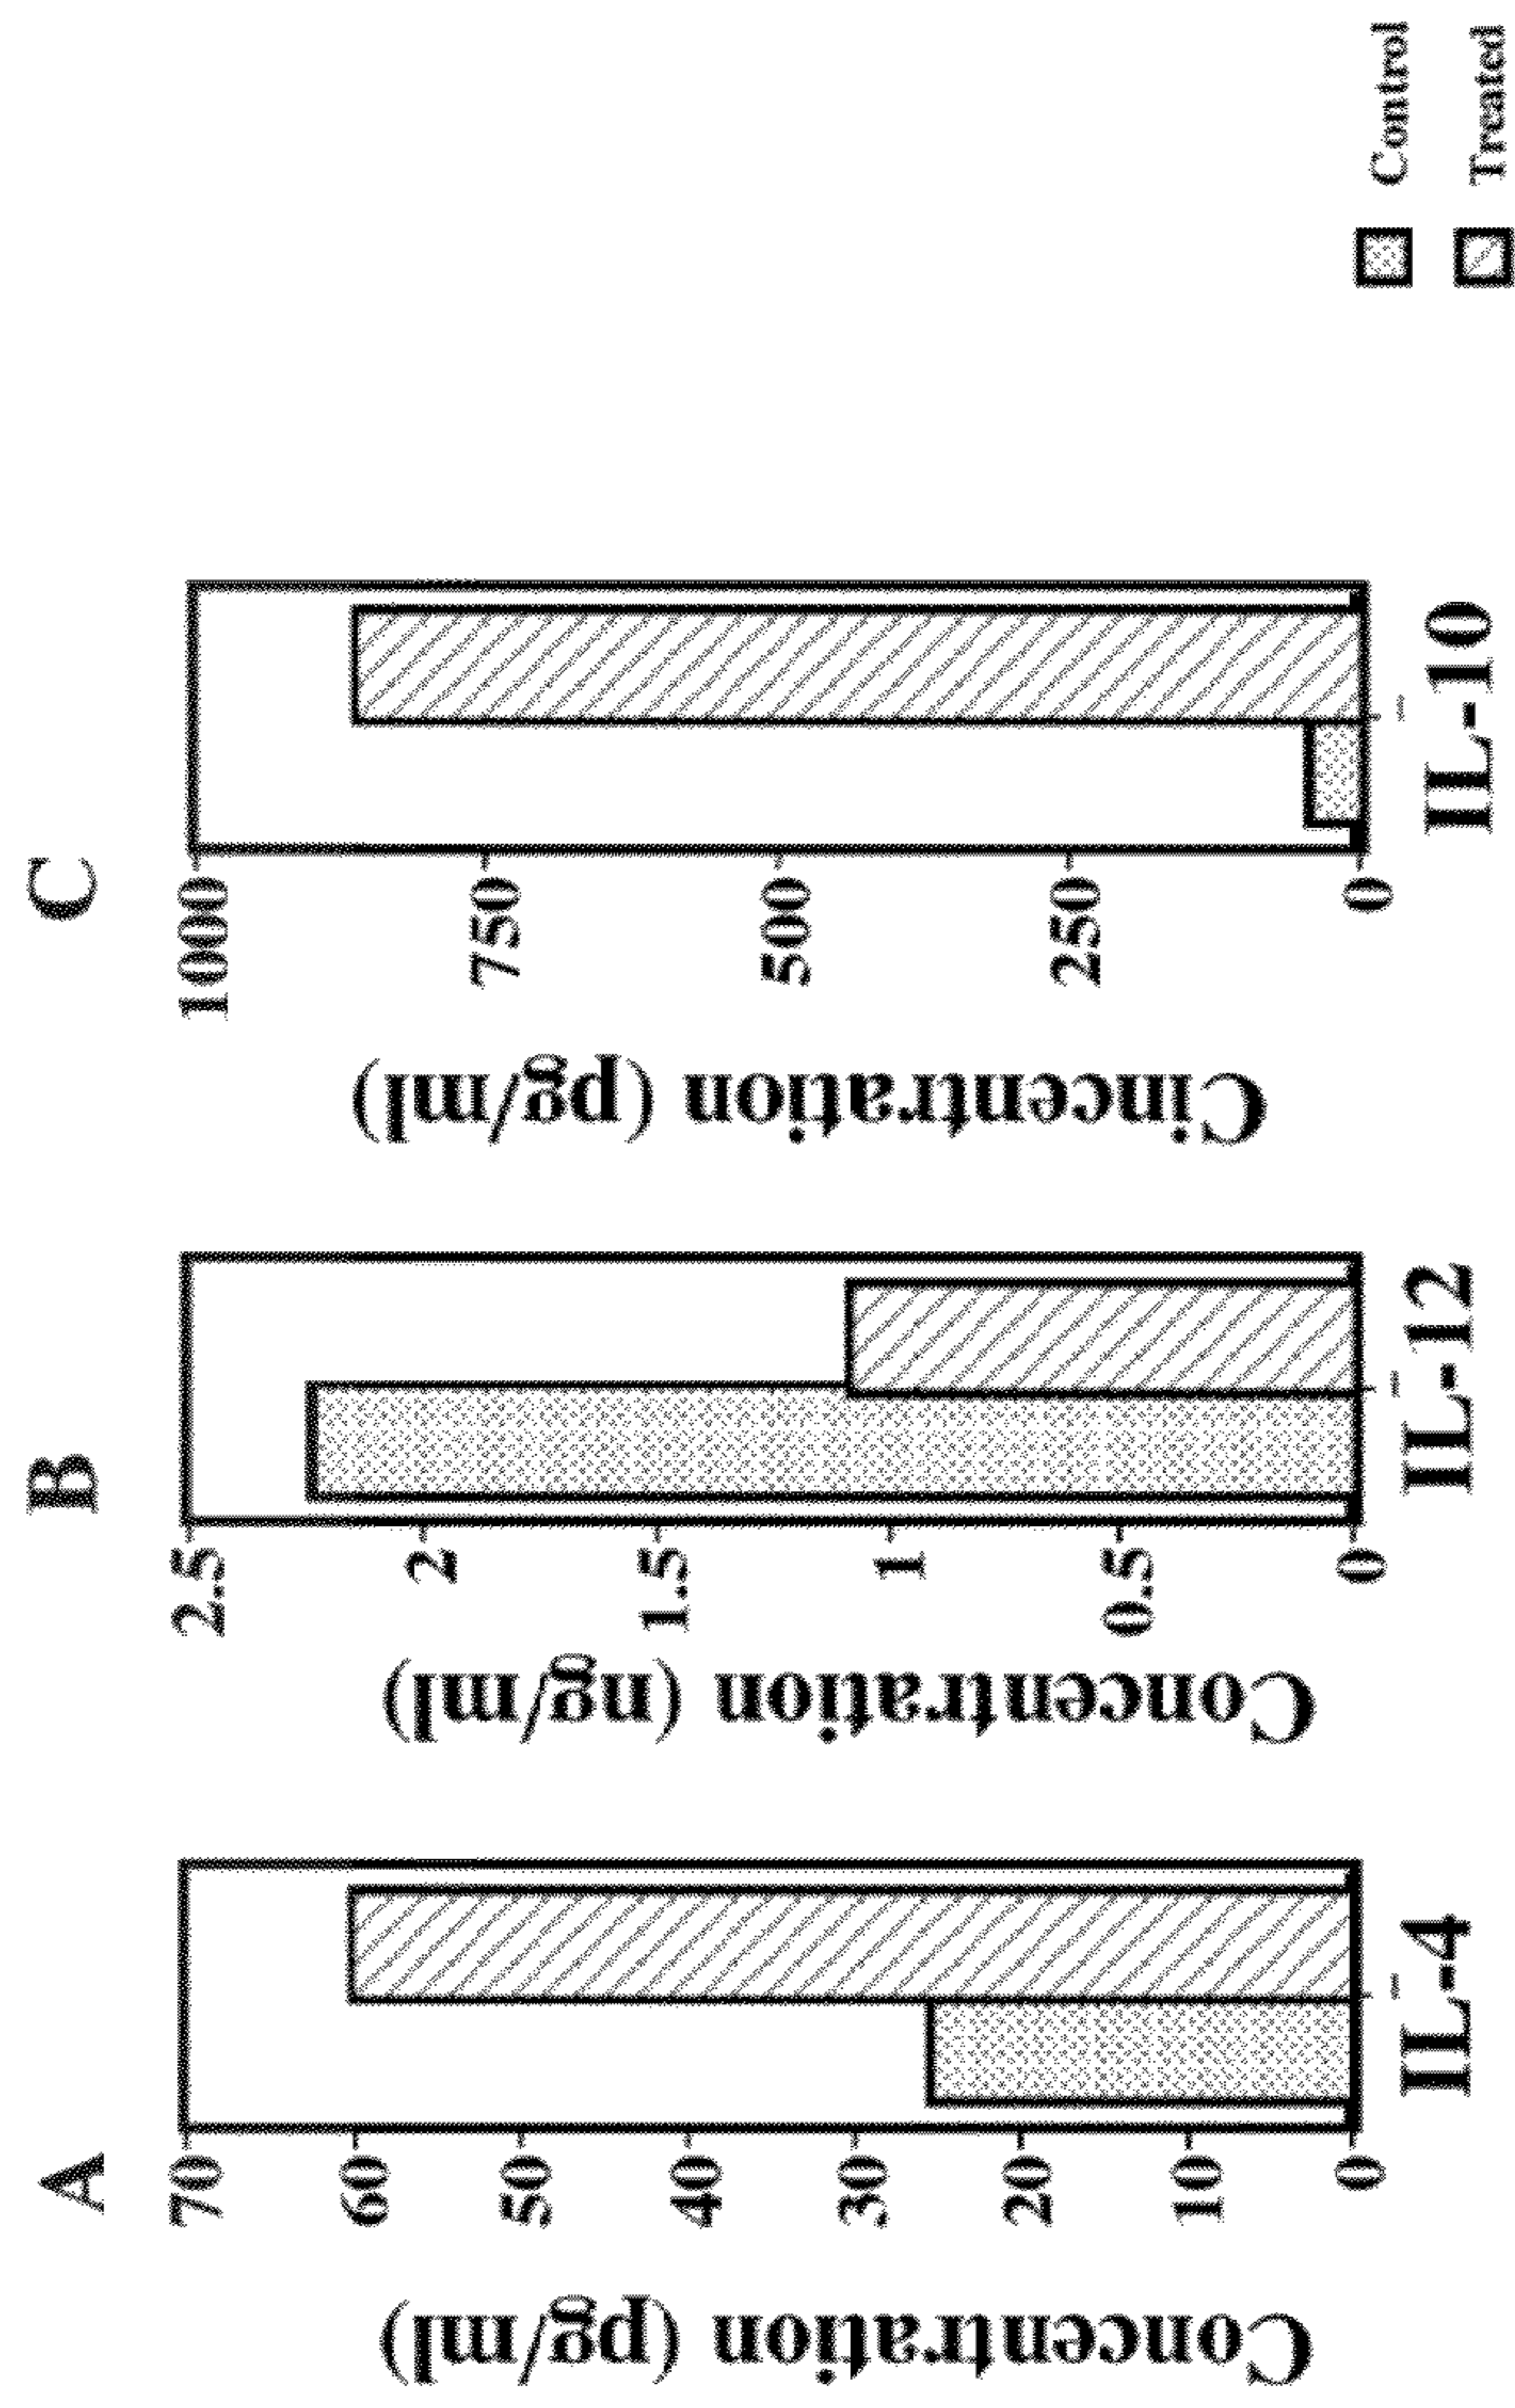 A
Concentration (pg/ml)
70
60
50
40
30
20
10
0
IL-4
B
Concentration (ng/ml)
2.5
2
1.5
1
0.5
0
IL-12
C
Cincentration (pg/ml)
1000
750
500
250
0
IL-10
Control
Treated